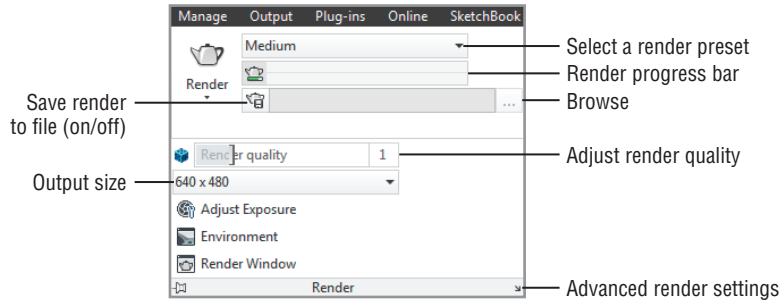 Manage Output Plug-ins Online SketchBook
Medium
Select a render preset
Render progress bar
Render
Save render
to file (on/off)
...
Browse
Render quality 1
Adjust render quality
Output size
640 x 480
Adjust Exposure
Environment
Render Window
Render
Advanced render settings